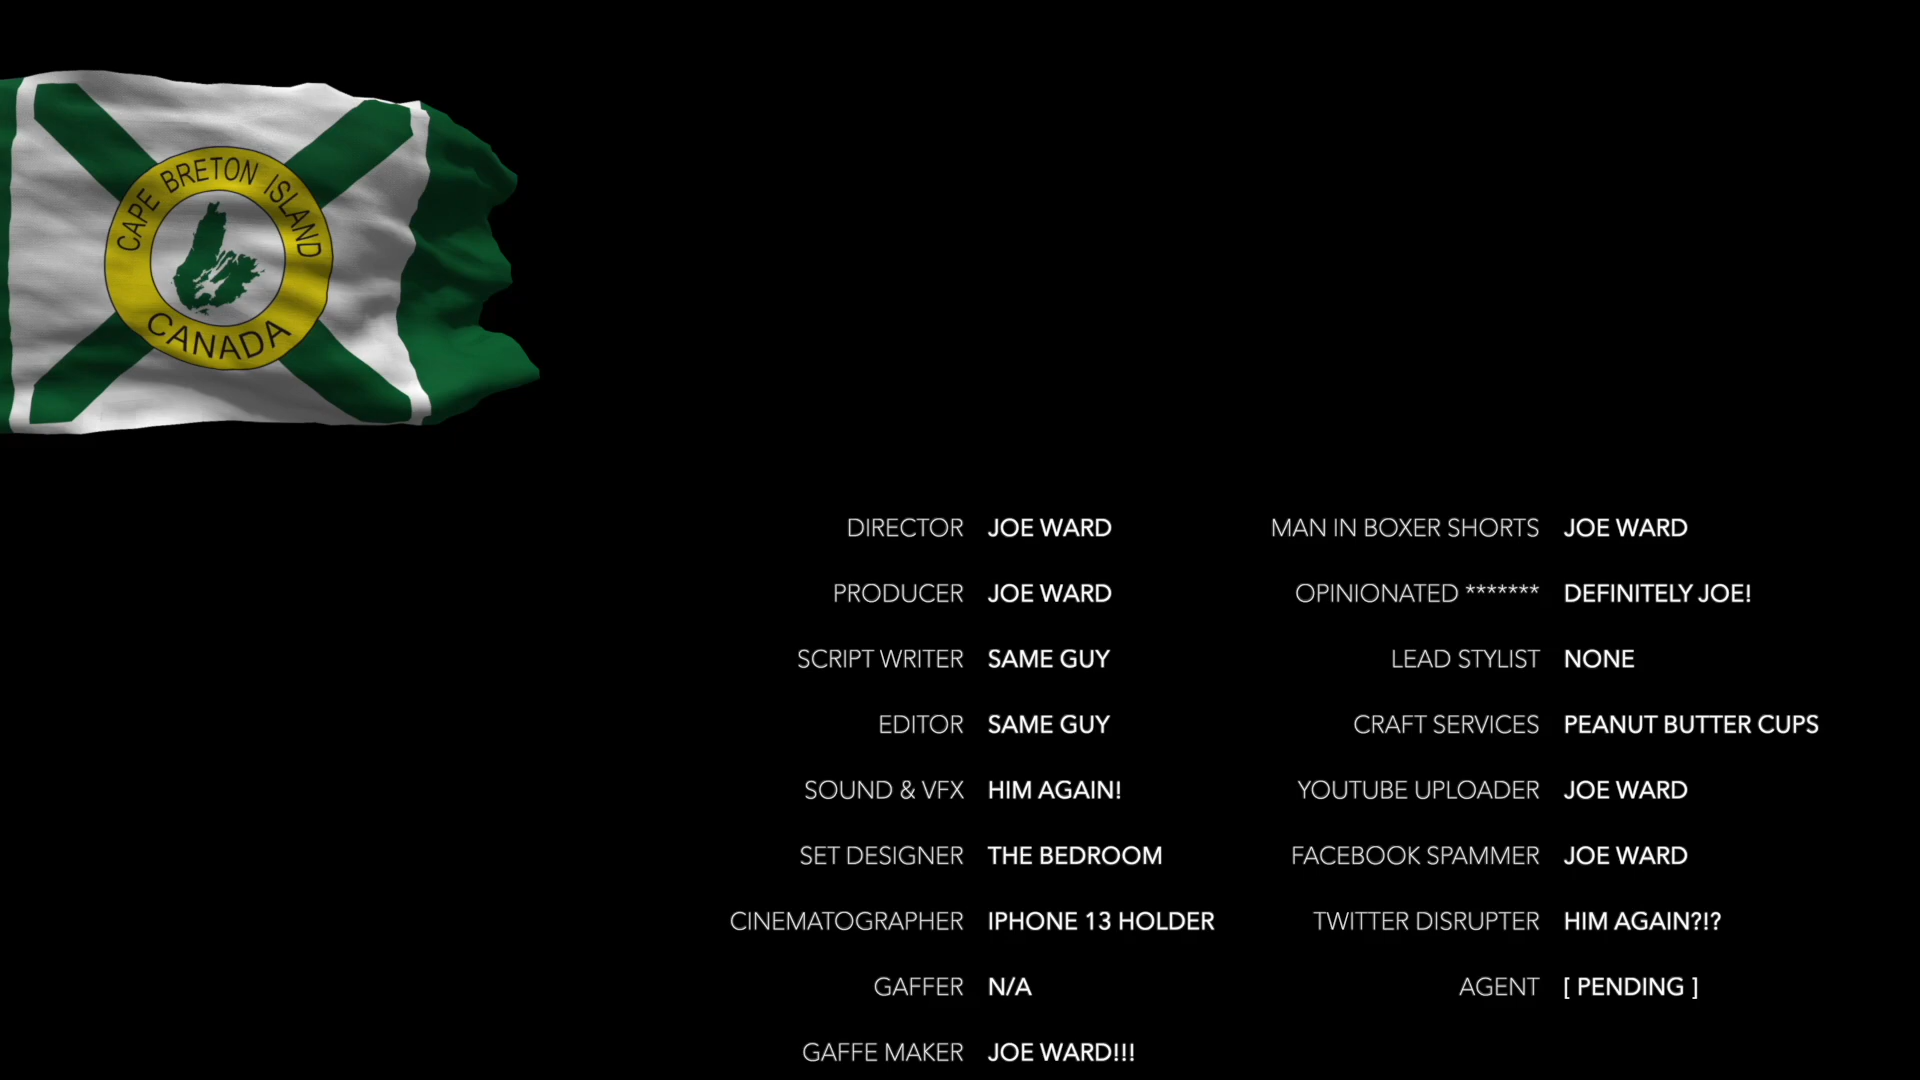 CAPE BRETON ISLAND
CANADA
DIRECTOR JOE WARD
PRODUCER JOE WARD
SCRIPT WRITER SAME GUY
EDITOR SAME GUY
SOUND & VFX HIM AGAIN!
SET DESIGNER THE BEDROOM
CINEMATOGRAPHER IPHONE 13 HOLDER
GAFFER N/A
GAFFE MAKER JOE WARD!!!
MAN IN BOXER SHORTS JOE WARD
OPINIONATED ******* DEFINITELY JOE!
LEAD STYLIST NONE
CRAFT SERVICES PEANUT BUTTER CUPS
YOUTUBE UPLOADER JOE WARD
FACEBOOK SPAMMER JOE WARD
TWITTER DISRUPTER HIM AGAIN?!?
AGENT [ PENDING ]